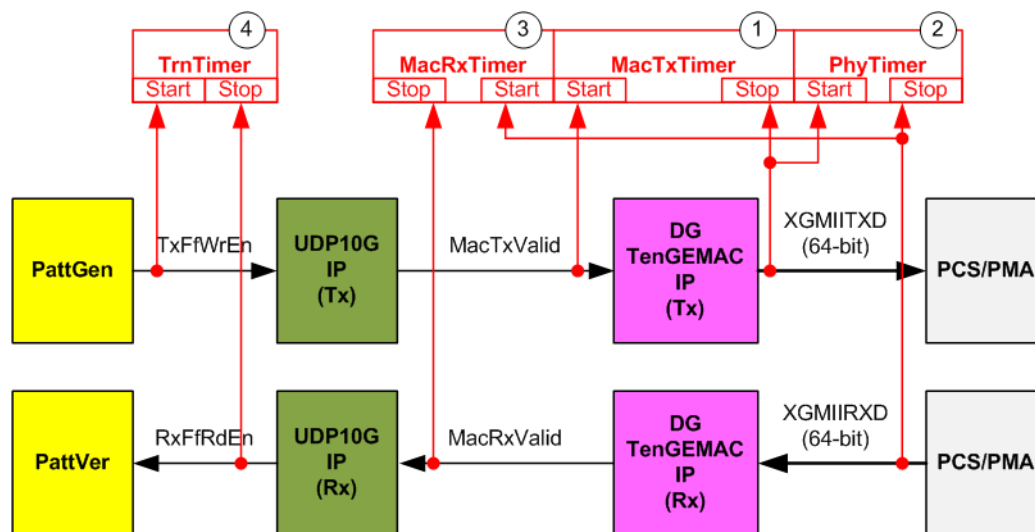 4
3
1
2
TrnTimer
MacRxTimer
MacTxTimer
PhyTimer
Start
Stop
Stop
Start
Start
Stop
Start
Stop
PattGen
TxFfWrEn
UDP10G
IP
(Tx)
MacTxValid
DG
TenGEMAC
IP
(Tx)
XGMIITXD
(64-bit)
PCS/PMA
PattVer
RxFfRdEn
UDP10G
IP
(Rx)
MacRxValid
DG
TenGEMAC
IP
(Rx)
XGMIIRXD
(64-bit)
PCS/PMA